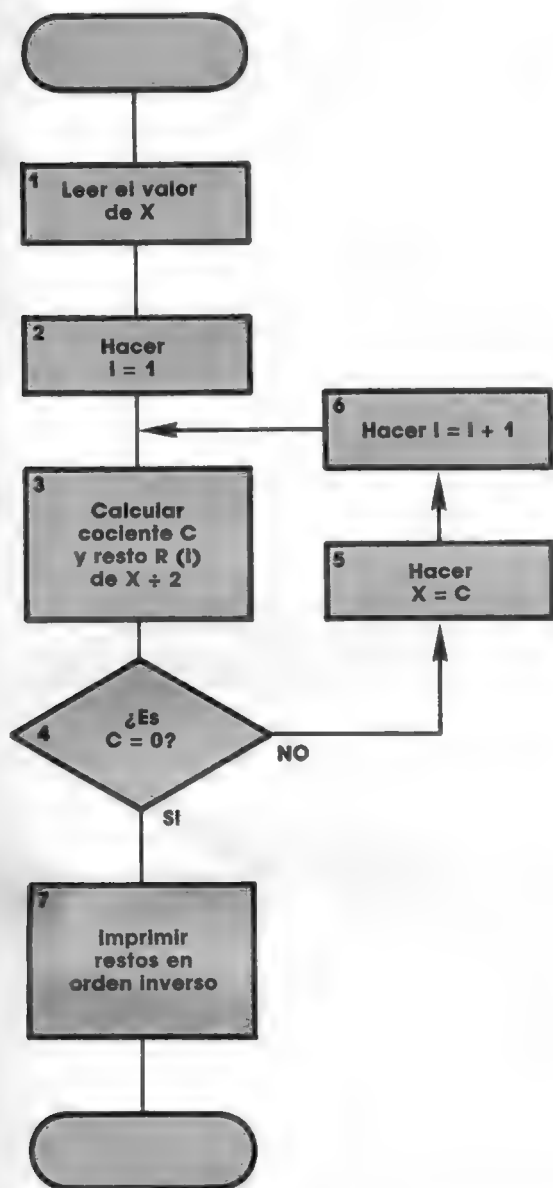 1
Leer el valor
de X
2
Hacer
I = 1
3
Calcular
cociente C
y resto R (I)
de X ÷ 2
4
¿Es
C = 0?
NO
SI
5
Hacer
X = C
6
Hacer I = I + 1
7
Imprimir
restos en
orden inverso